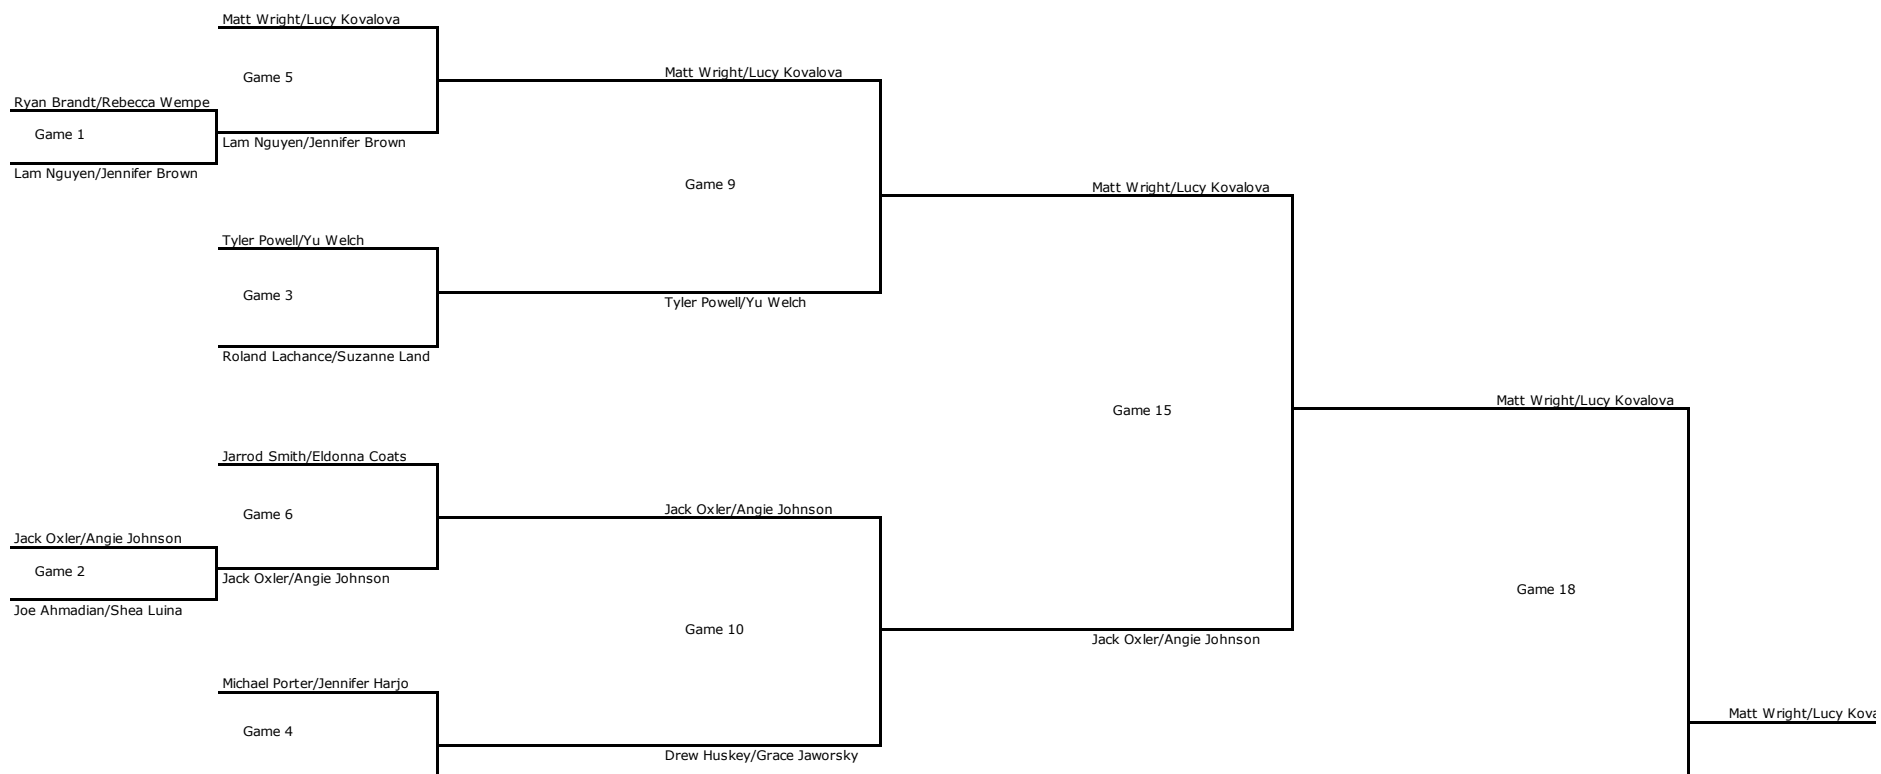 Matt Wright/Lucy Kovalova
Game 5
Matt Wright/Lucy Kovalova
Ryan Brandt/Rebecca Wempe
Game 1
Lam Nguyen/Jennifer Brown
Lam Nguyen/Jennifer Brown
Game 9
Matt Wright/Lucy Kovalova
Tyler Powell/Yu Welch
Game 3
Tyler Powell/Yu Welch
Roland Lachance/Suzanne Land
Matt Wright/Lucy Kovalova
Game 15
Jarrod Smith/Eldonna Coats
Game 6
Jack Oxler/Angie Johnson
Jack Oxler/Angie Johnson
Game 2
Jack Oxler/Angie Johnson
Joe Ahmadian/Shea Luina
Game 18
Game 10
Jack Oxler/Angie Johnson
Michael Porter/Jennifer Harjo
Game 4
Matt Wright/Lucy Kova
Drew Huskey/Grace Jaworsky